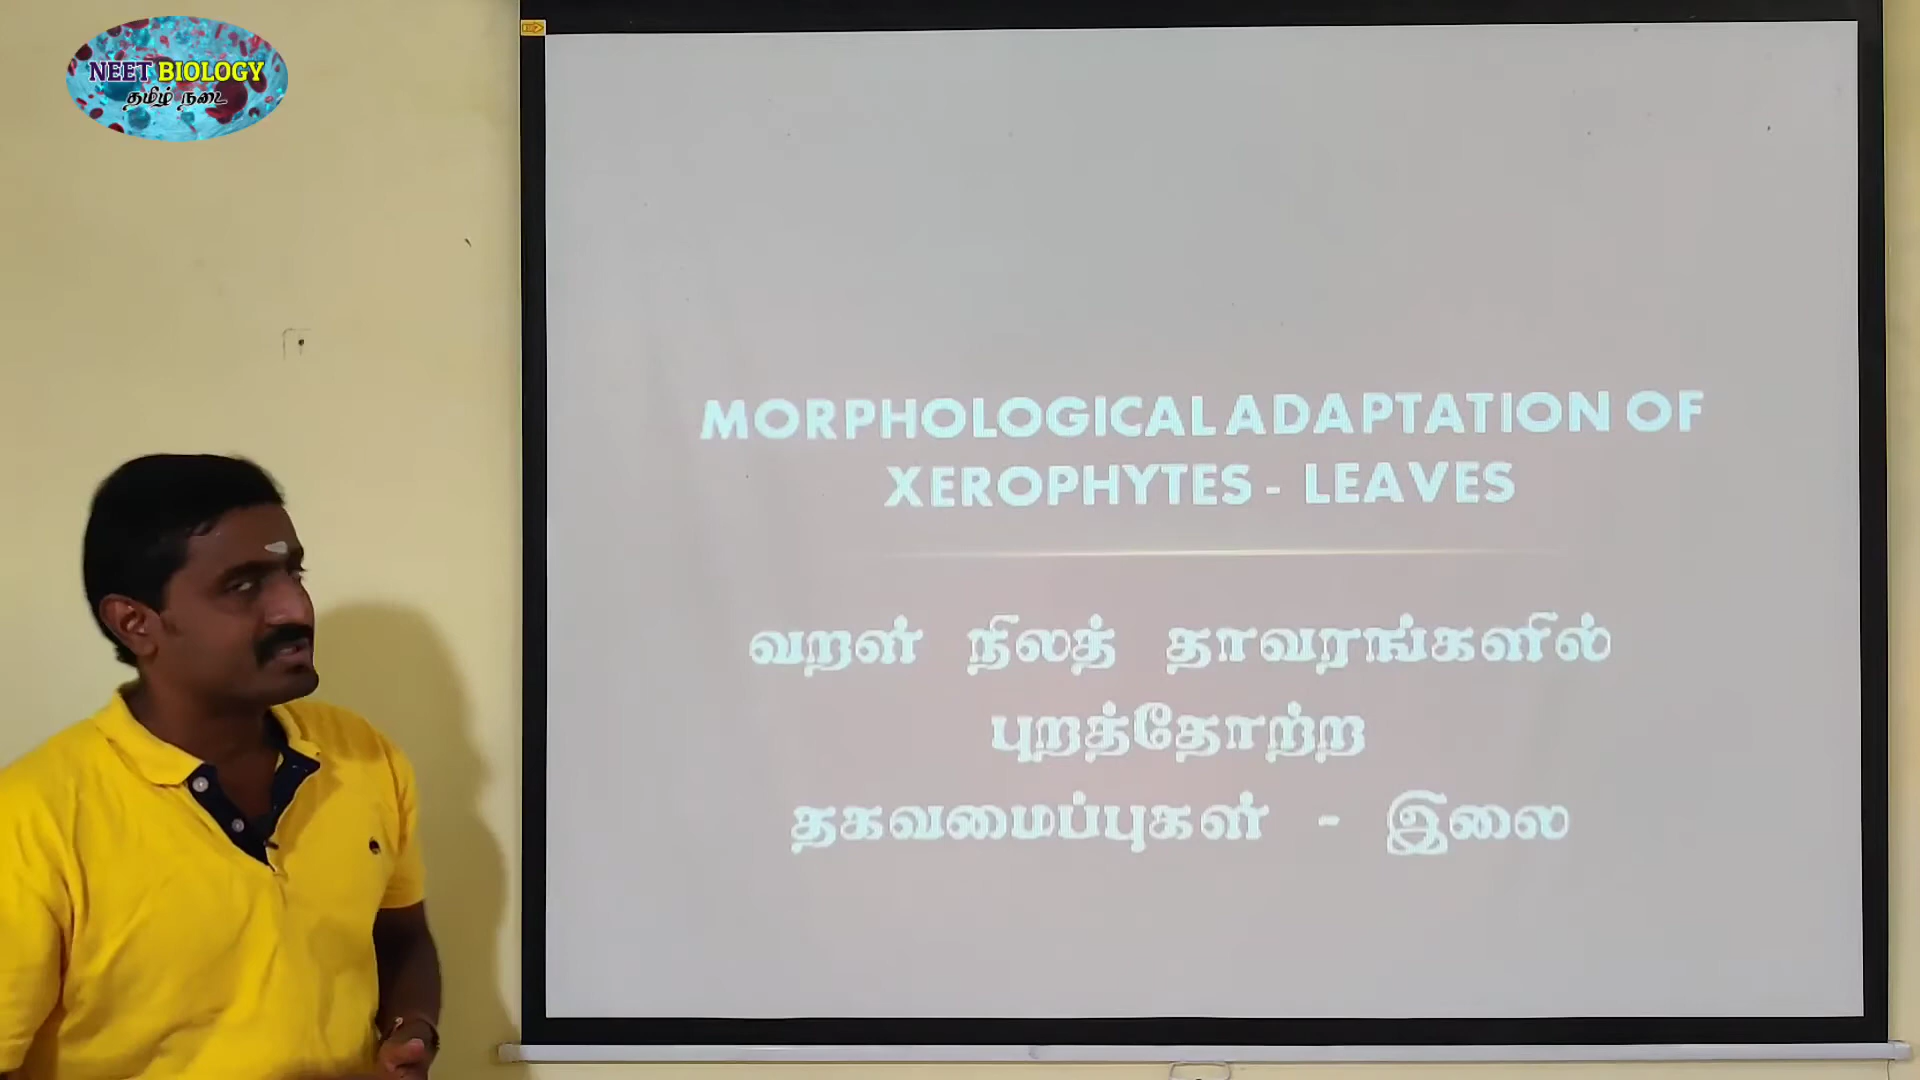 NEET BIOLOGY
தமிழ் நடை
MORPHOLOGICAL ADAPTATION OF
XEROPHYTES - LEAVES
வறள் நிலத் தாவரங்களில்
புறத்தோற்ற
தகவமைப்புகள் - இலை